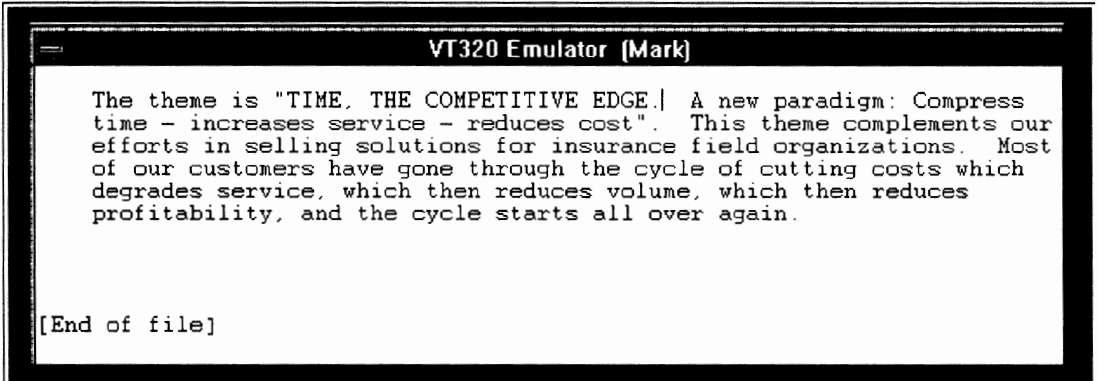 VT320 Emulator (Mark)
The theme is "TIME, THE COMPETITIVE EDGE. A new paradigm: Compress
time - increases service - reduces cost". This theme complements our
efforts in selling solutions for insurance field organizations. Most
of our customers have gone through the cycle of cutting costs which
degrades service, which then reduces volume, which then reduces
profitability, and the cycle starts all over again.
[End of file]